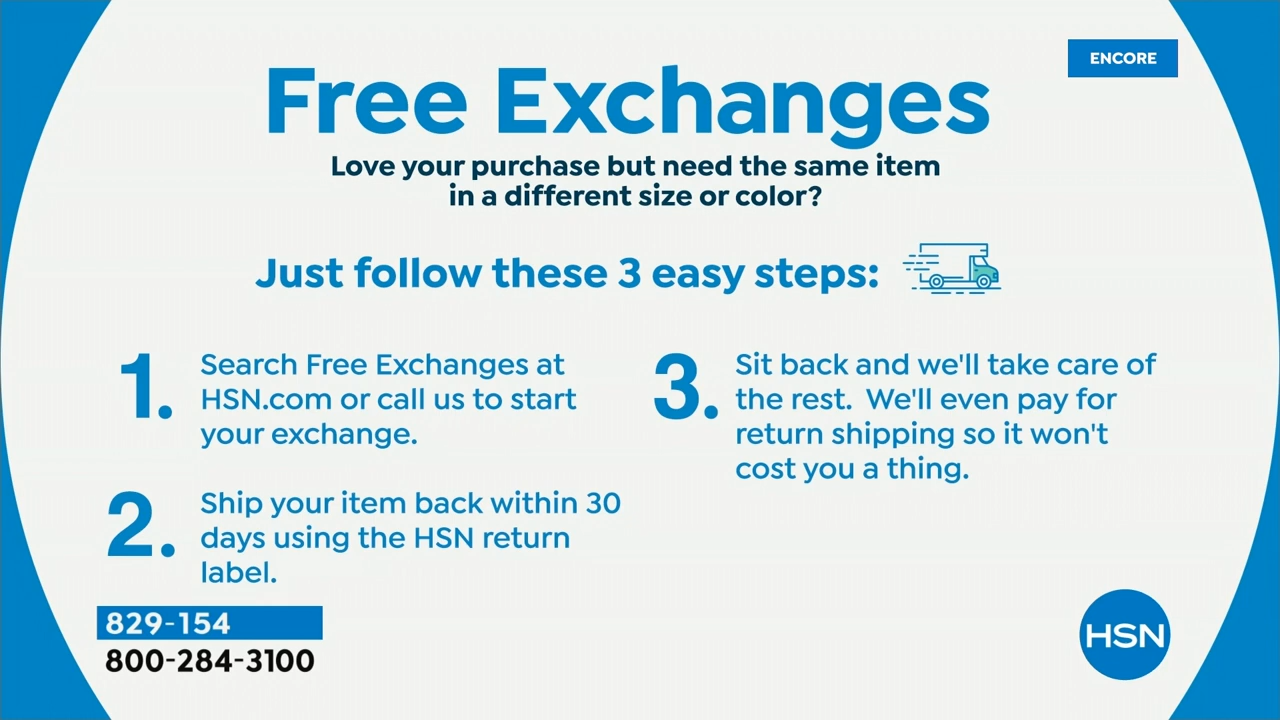 ENCORE
Free Exchanges
Love your purchase but need the same item
in a different size or color?
Just follow these 3 easy steps:
1. Search Free Exchanges at
HSN.com or call us to start
your exchange.
2. Ship your item back within 30
days using the HSN return
label.
3. Sit back and we'll take care of
the rest. We'll even pay for
return shipping so it won't
cost you a thing.
829-154
800-284-3100
HSN